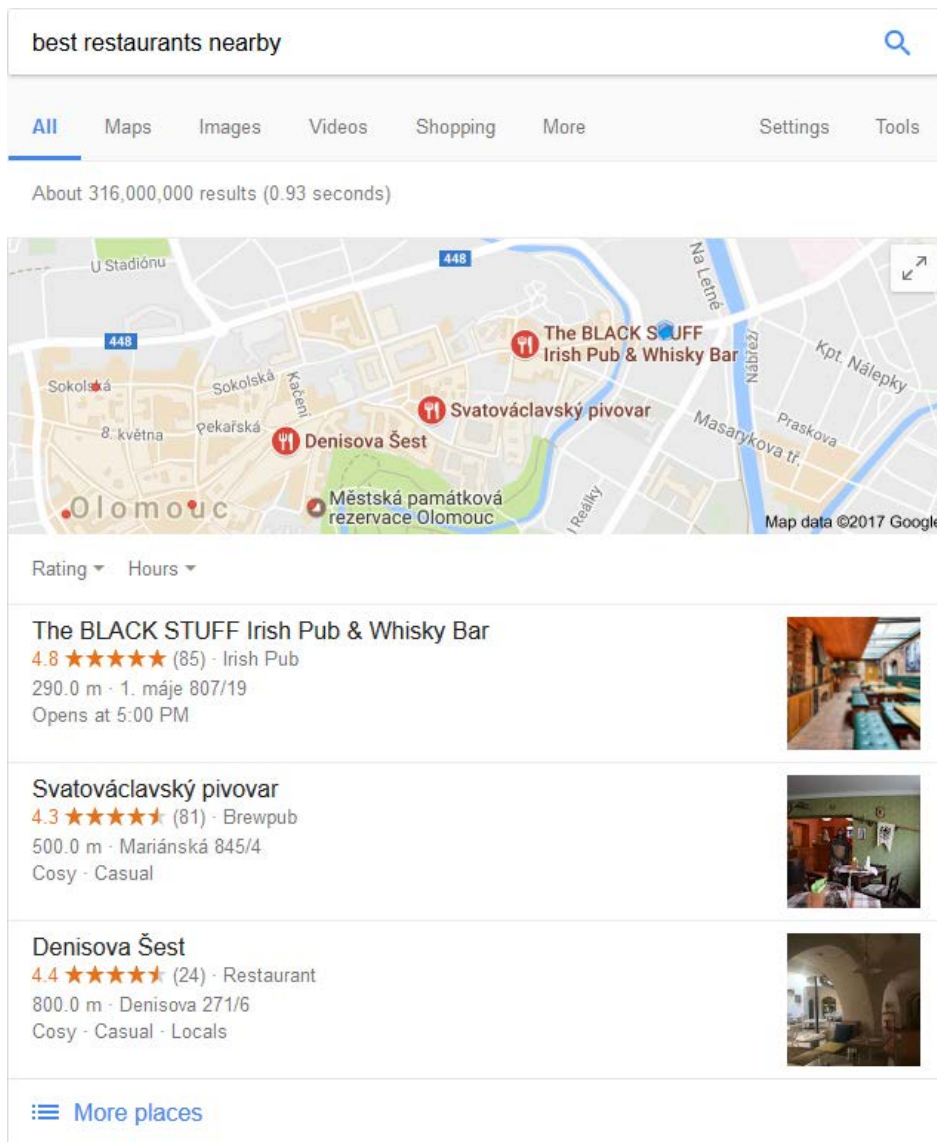 best restaurants nearby
All Maps Images Videos Shopping More Settings Tools
About 316,000,000 results (0.93 seconds)
U Stadiónu
448
Na Letné
448
The BLACK STUFF
Irish Pub & Whisky Bar
Nábřeží
Kpt. Nálepky
Sokolská
Sokolská
Kačení
Svatováclavský pivovar
8. května
Pekařská
Denisova Šest
Masarykova tř.
Praskova
Olomouc
Městská památková
rezervace Olomouc
U Reálky
Map data ©2017 Google
Rating Hours
The BLACK STUFF Irish Pub & Whisky Bar
4.8 ★★★★★ (85) · Irish Pub
290.0 m · 1. máje 807/19
Opens at 5:00 PM
Svatováclavský pivovar
4.3 (81) · Brewpub
500.0 m · Mariánská 845/4
Cosy · Casual
Denisova Šest
4.4 (24) · Restaurant
800.0 m · Denisova 271/6
Cosy · Casual · Locals
More places